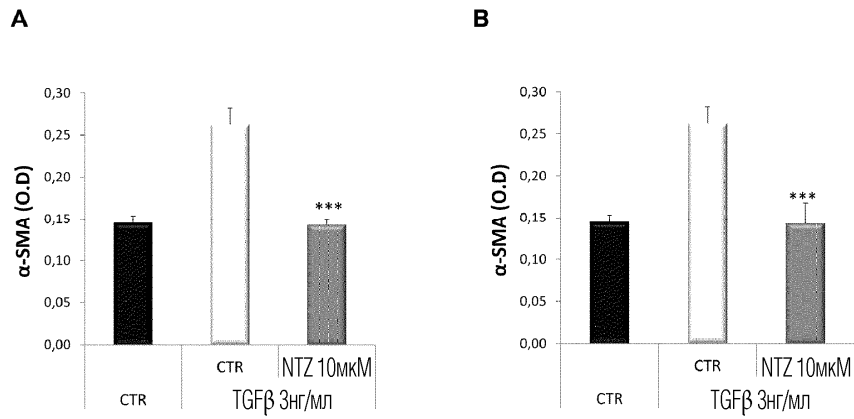 A
0,30
0,25
0,20
0,15
0,10
0,05
0,00
α-SMA (O.D)
***
CTR
NTZ 10мкМ
CTR
TGFβ 3нг/мл
B
0,30
0,25
0,20
0,15
0,10
0,05
0,00
α-SMA (O.D)
***
CTR
NTZ 10мкМ
CTR
TGFβ 3нг/мл